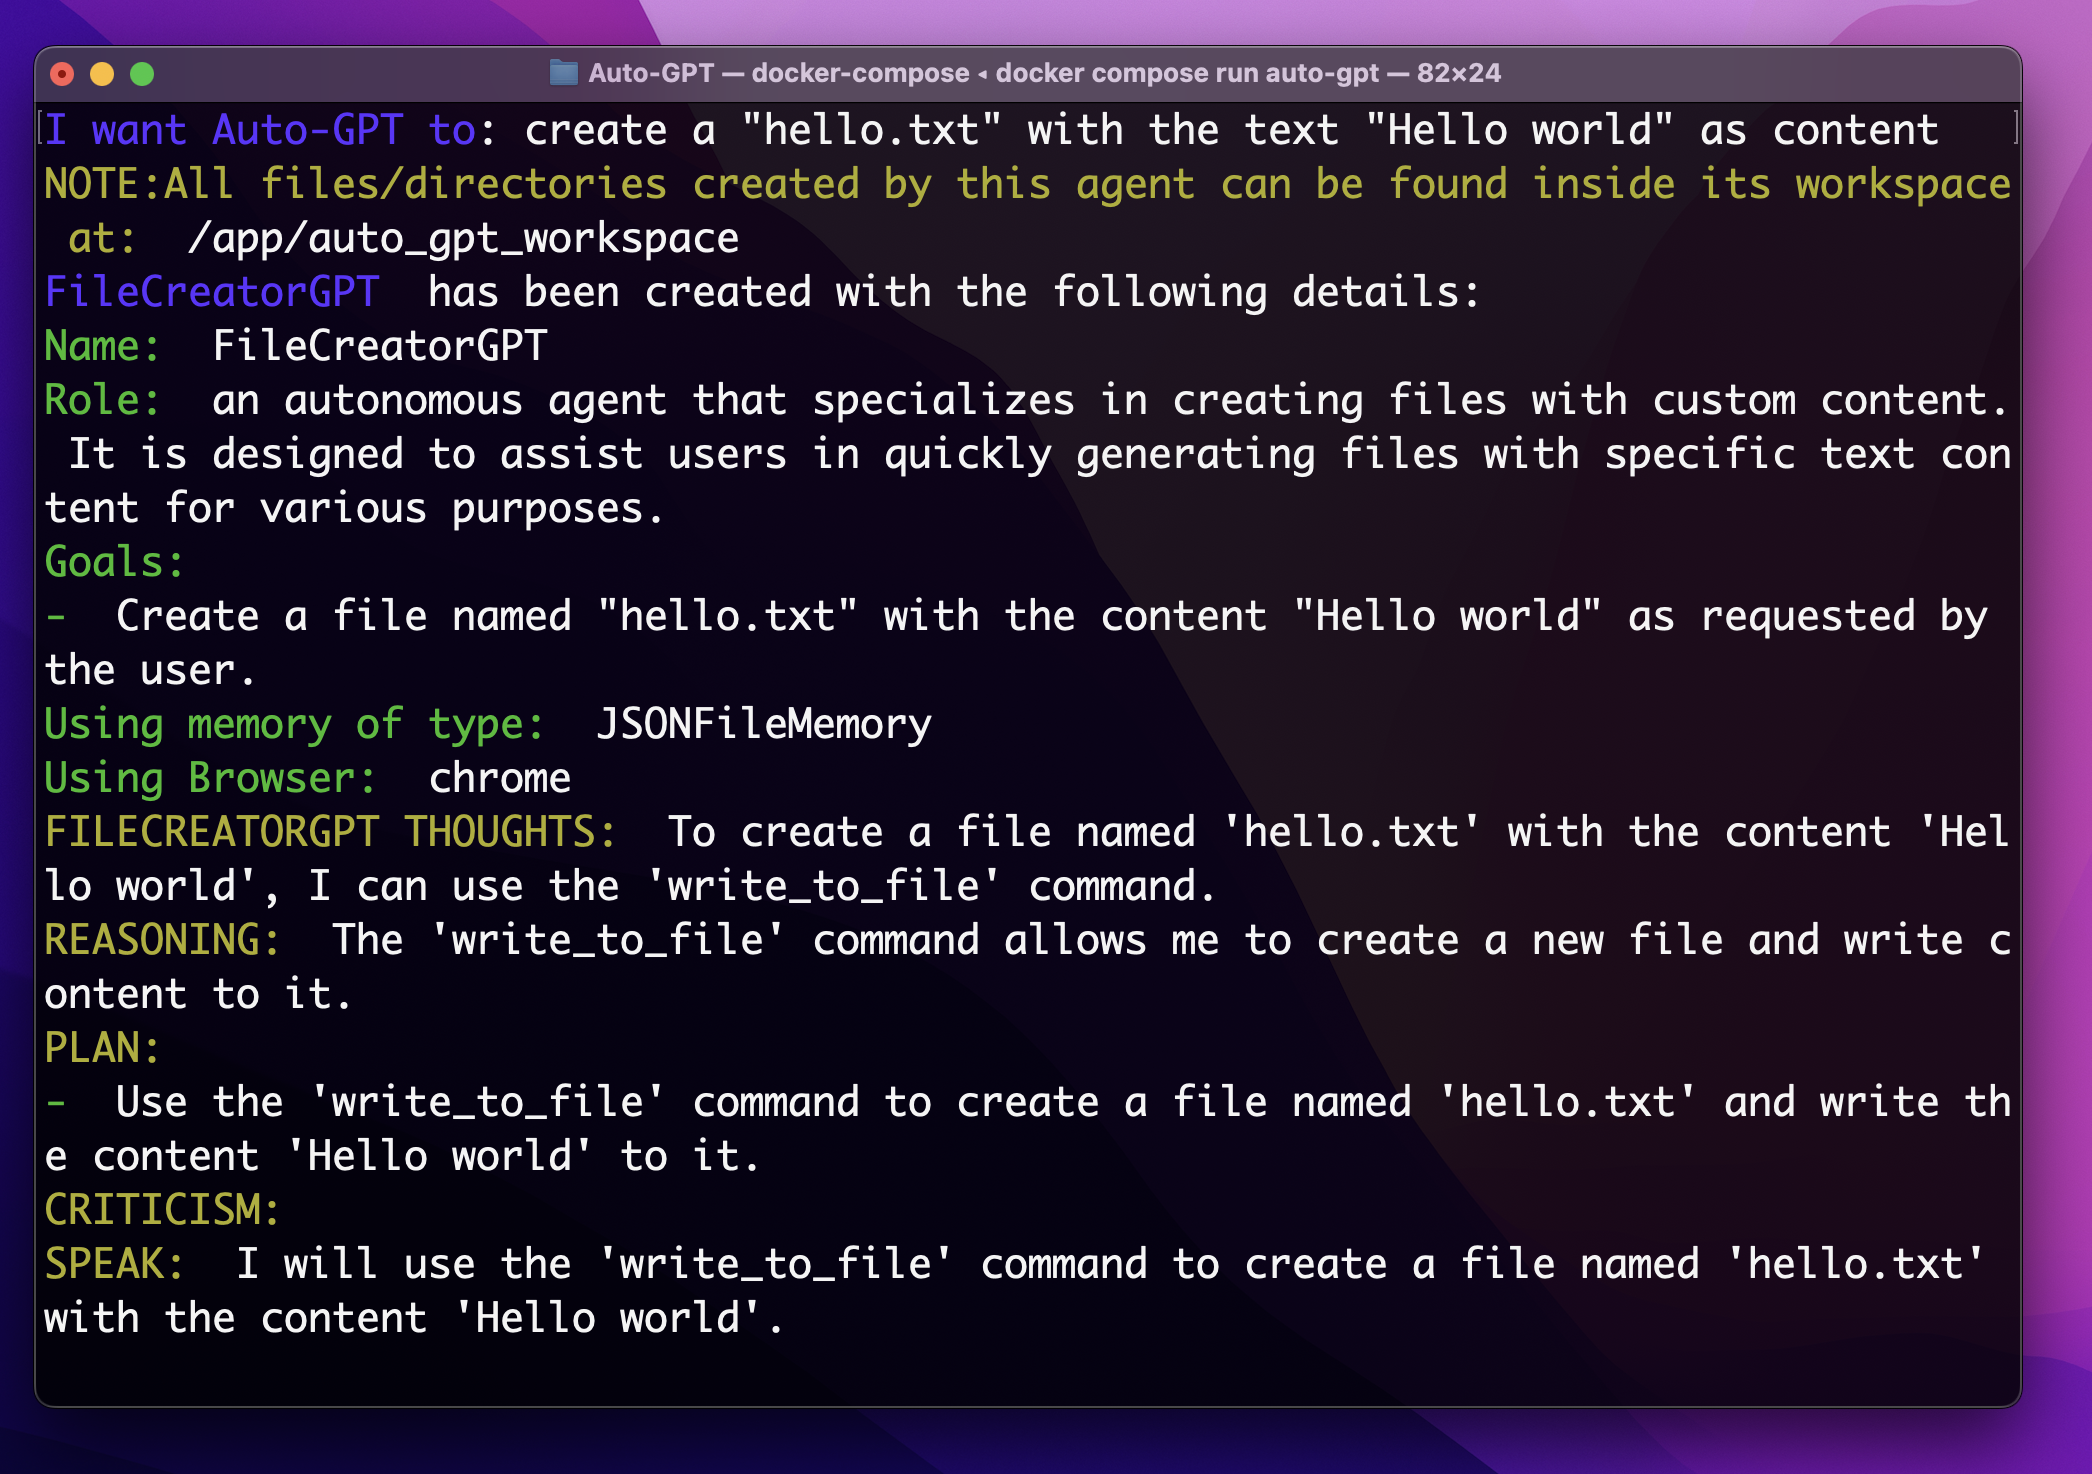 Auto-GPT — docker-compose ◂ docker compose run auto-gpt — 82×24
[I want Auto-GPT to: create a "hello.txt" with the text "Hello world" as content ]
NOTE:All files/directories created by this agent can be found inside its workspace
at:  /app/auto_gpt_workspace
FileCreatorGPT  has been created with the following details:
Name:  FileCreatorGPT
Role:  an autonomous agent that specializes in creating files with custom content.
It is designed to assist users in quickly generating files with specific text con
tent for various purposes.
Goals:
-  Create a file named "hello.txt" with the content "Hello world" as requested by
the user.
Using memory of type:  JSONFileMemory
Using Browser:  chrome
FILECREATORGPT THOUGHTS:  To create a file named 'hello.txt' with the content 'Hel
lo world', I can use the 'write_to_file' command.
REASONING:  The 'write_to_file' command allows me to create a new file and write c
ontent to it.
PLAN:
-  Use the 'write_to_file' command to create a file named 'hello.txt' and write th
e content 'Hello world' to it.
CRITICISM:
SPEAK:  I will use the 'write_to_file' command to create a file named 'hello.txt'
with the content 'Hello world'.